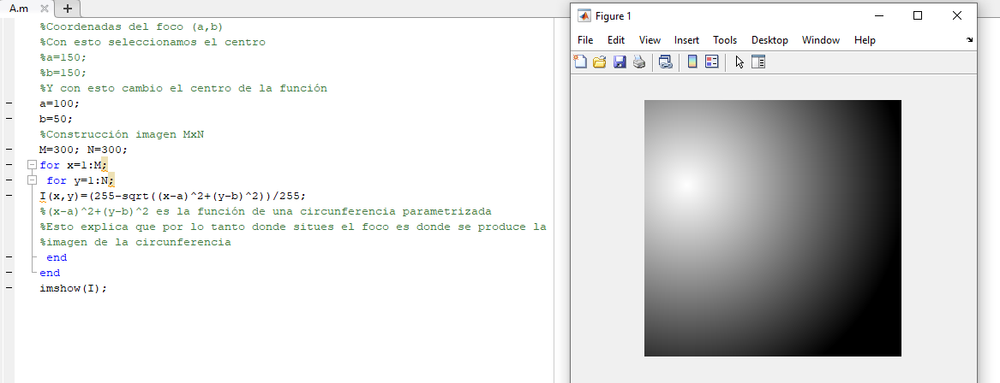 A.m
%Coordenadas del foco (a,b)
%Con esto seleccionamos el centro
%a=150;
%b=150;
%Y con esto cambio el centro de la función
a=100;
b=50;
%Construcción imagen MxN
M=300; N=300;
for x=1:M;
for y=1:N;
I(x,y)=(255-sqrt((x-a)^2+(y-b)^2))/255;
%(x-a)^2+(y-b)^2 es la función de una circunferencia parametrizada
%Esto explica que por lo tanto donde situes el foco es donde se produce la
%imagen de la circunferencia
end
end
imshow(I);
Figure 1
File Edit View Insert Tools Desktop Window Help